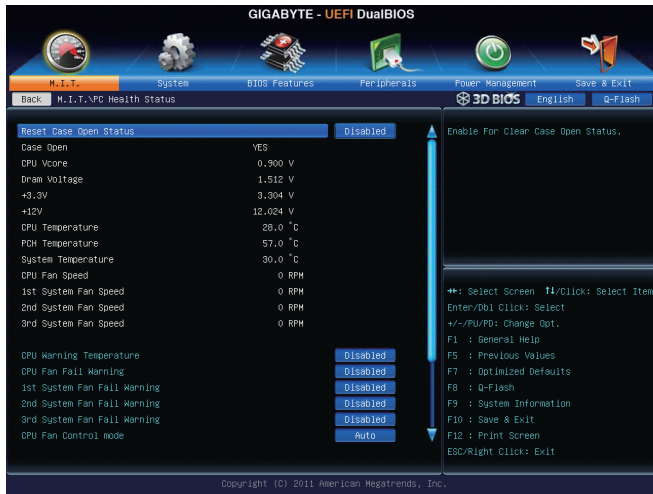 GIGABYTE - UEFI DualBIOS
M.I.T. System BIOS Features Peripherals Power Management Save & Exit
Back M.I.T.\PC Health Status 3D BIOS English Q-Flash
Reset Case Open Status Disabled
Case Open YES
CPU Vcore 0.900 V
Dram Voltage 1.512 V
+3.3V 3.304 V
+12V 12.024 V
CPU Temperature 28.0 °C
PCH Temperature 57.0 °C
System Temperature 30.0 °C
CPU Fan Speed 0 RPM
1st System Fan Speed 0 RPM
2nd System Fan Speed 0 RPM
3rd System Fan Speed 0 RPM
CPU Warning Temperature Disabled
CPU Fan Fail Warning Disabled
1st System Fan Fail Warning Disabled
2nd System Fan Fail Warning Disabled
3rd System Fan Fail Warning Disabled
CPU Fan Control mode Auto
Enable For Clear Case Open Status.
→←: Select Screen ↑↓/Click: Select Item
Enter/Dbl Click: Select
+/-/PU/PD: Change Opt.
F1 : General Help
F5 : Previous Values
F7 : Optimized Defaults
F8 : Q-Flash
F9 : System Information
F10 : Save & Exit
F12 : Print Screen
ESC/Right Click: Exit
Copyright (C) 2011 American Megatrends, Inc.